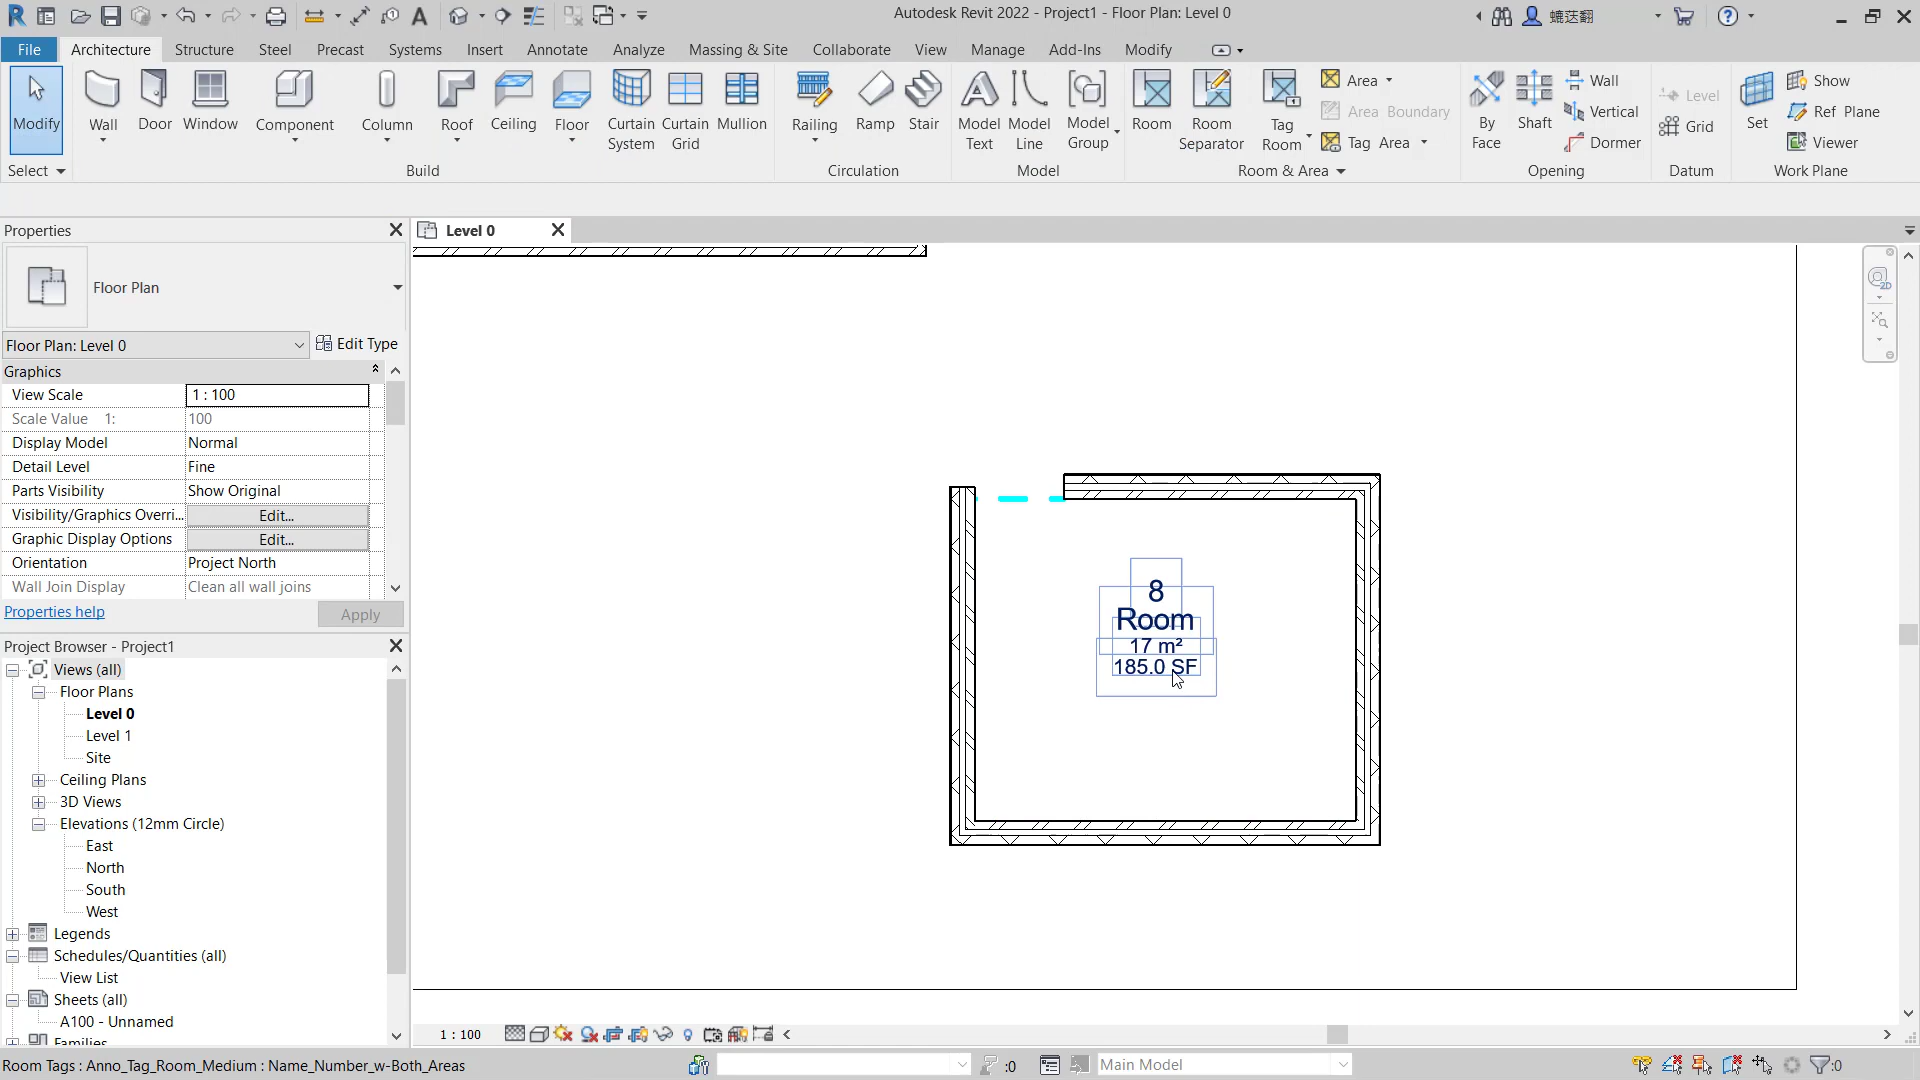 Autodesk Revit 2022 - Project1 - Floor Plan: Level 0
File Architecture Structure Steel Precast Systems Insert Annotate Analyze Massing & Site Collaborate View Manage Add-Ins Modify
Modify Wall Door Window Component Column Roof Ceiling Floor Curtain System Curtain Grid Mullion Railing Ramp Stair Model Text Model Line Model Group Room Room Separator Tag Room Area Area Boundary Tag Area By Face Shaft Wall Vertical Dormer Level Grid Set Show Ref Plane Viewer
Select Build Circulation Model Room & Area Opening Datum Work Plane
Properties
Level 0
Floor Plan
Floor Plan: Level 0 Edit Type
Graphics
View Scale 1 : 100
Scale Value 1: 100
Display Model Normal
Detail Level Fine
Parts Visibility Show Original
Visibility/Graphics Overri... Edit...
Graphic Display Options Edit...
Orientation Project North
Wall Join Display Clean all wall joins
Properties help Apply
Project Browser - Project1
Views (all)
Floor Plans
Level 0
Level 1
Site
Ceiling Plans
3D Views
Elevations (12mm Circle)
East
North
South
West
Legends
Schedules/Quantities (all)
View List
Sheets (all)
A100 - Unnamed
Families
8
Room
17 m²
185.0 SF
2D
1 : 100
Room Tags : Anno_Tag_Room_Medium : Name_Number_w-Both_Areas
:0
Main Model
:0